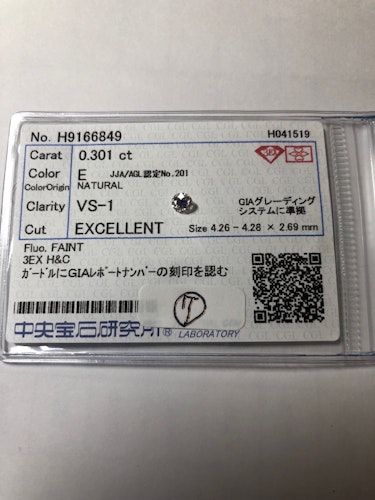 No. H9166849 H041519
Carat 0.301 ct
Color E JJA/AGL認定No.201
ColorOrigin NATURAL
Clarity VS-1 GIAグレーディング
システムに準拠
Cut EXCELLENT Size 4.26 - 4.28 × 2.69 mm
Fluo. FAINT
3EX H&C
ガードルにGIAレポートナンバーの刻印を認む
中央宝石研究所® LABORATORY